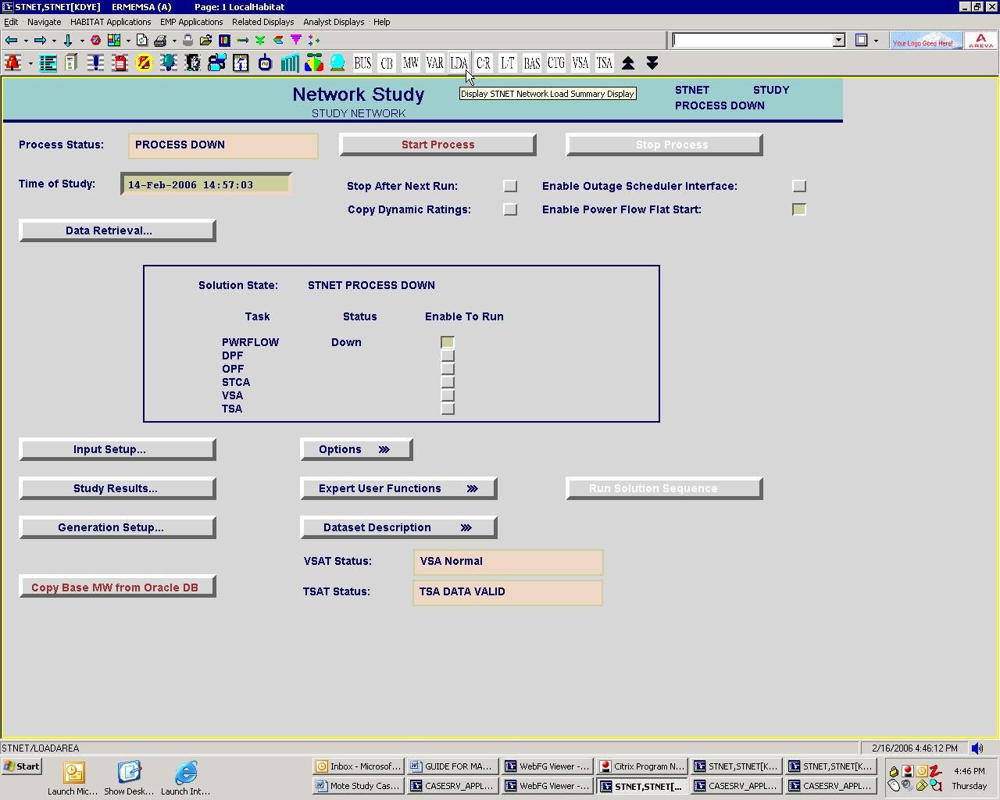 STNET,STNET[KDYE] ERMEMSA (A) Page: 1 LocalHabitat
Edit Navigate HABITAT Applications EMP Applications Related Displays Analyst Displays Help
Your Logo Goes Here!
AREVA
BUS CB MW VAR LDA C/R L-T BAS CTG VSA TSA
Display STNET Network Load Summary Display
Network Study
STUDY NETWORK
STNET STUDY
PROCESS DOWN
Process Status: PROCESS DOWN Start Process Stop Process
Time of Study: 14-Feb-2006 14:57:03
Stop After Next Run: Enable Outage Scheduler Interface:
Copy Dynamic Ratings: Enable Power Flow Flat Start:
Data Retrieval...
Solution State: STNET PROCESS DOWN
Task Status Enable To Run
PWRFLOW Down
DPF
OPF
STCA
VSA
TSA
Input Setup... Options
Study Results... Expert User Functions Run Solution Sequence
Generation Setup... Dataset Description
VSAT Status: VSA Normal
Copy Base MW from Oracle DB
TSAT Status: TSA DATA VALID
STNET/LOADAREA 2/16/2006 4:46:12 PM
Start
Launch Mic... Show Desk... Launch Int...
Inbox - Microsof... GUIDE FOR MA... WebFG Viewer -... Citrix Program N... STNET,STNET[K... STNET,STNET[K...
Mote Study Cas... CASESRV_APPL... WebFG Viewer -... STNET,STNET[... CASESRV_APPL... CASESRV_APPL...
4:46 PM
Thursday